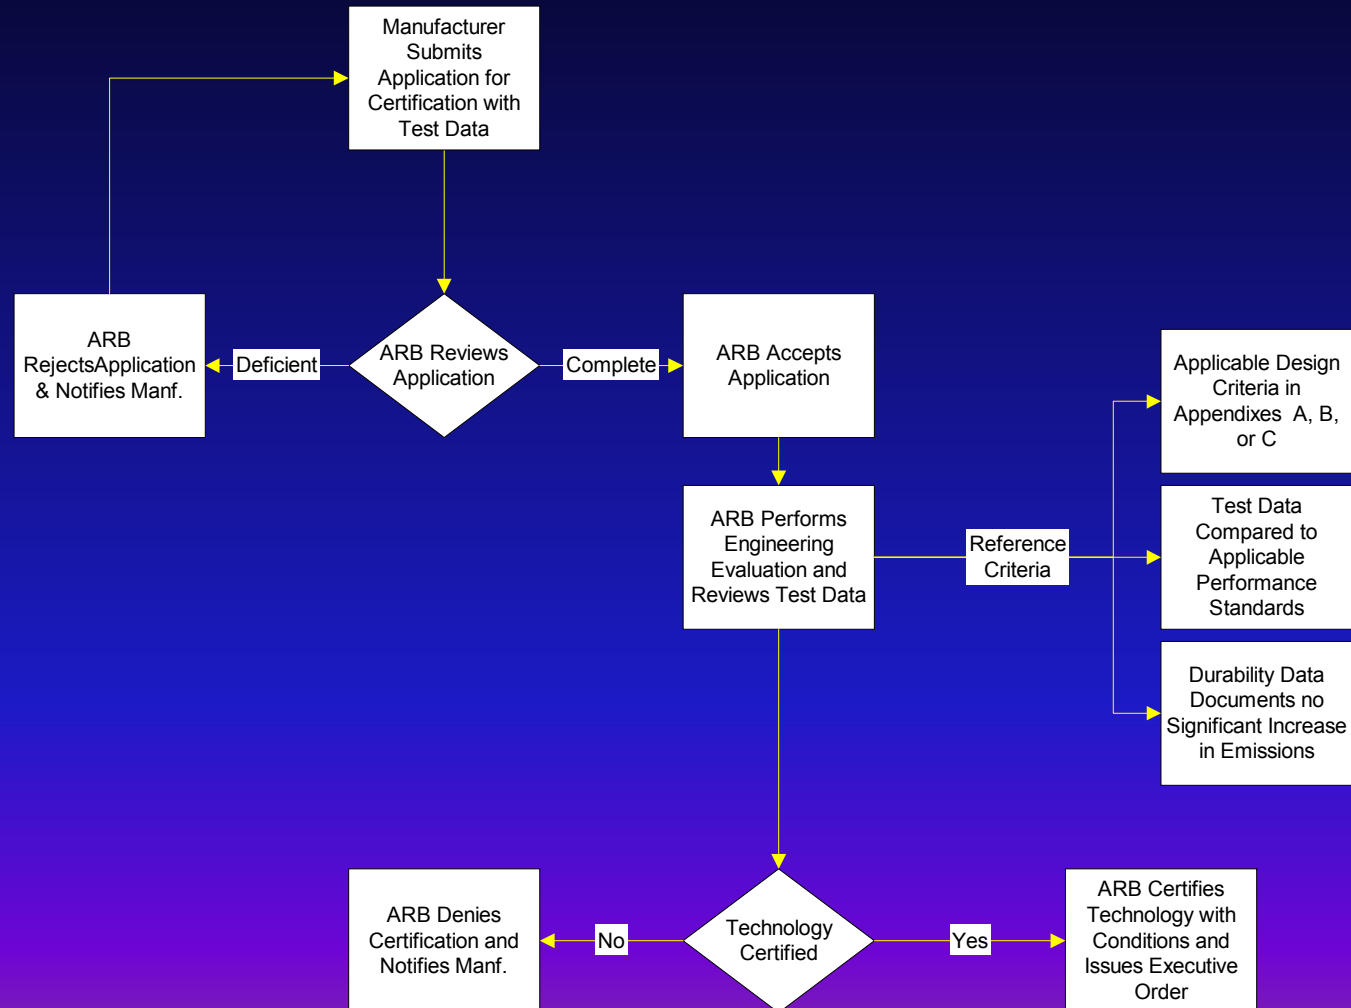 Manufacturer
Submits
Application for
Certification with
Test Data
ARB
RejectsApplication
& Notifies Manf.
Deficient
ARB Reviews
Application
Complete
ARB Accepts
Application
Applicable Design
Criteria in
Appendixes A, B,
or C
ARB Performs
Engineering
Evaluation and
Reviews Test Data
Reference
Criteria
Test Data
Compared to
Applicable
Performance
Standards
Durability Data
Documents no
Significant Increase
in Emissions
ARB Denies
Certification and
Notifies Manf.
No
Technology
Certified
Yes
ARB Certifies
Technology with
Conditions and
Issues Executive
Order